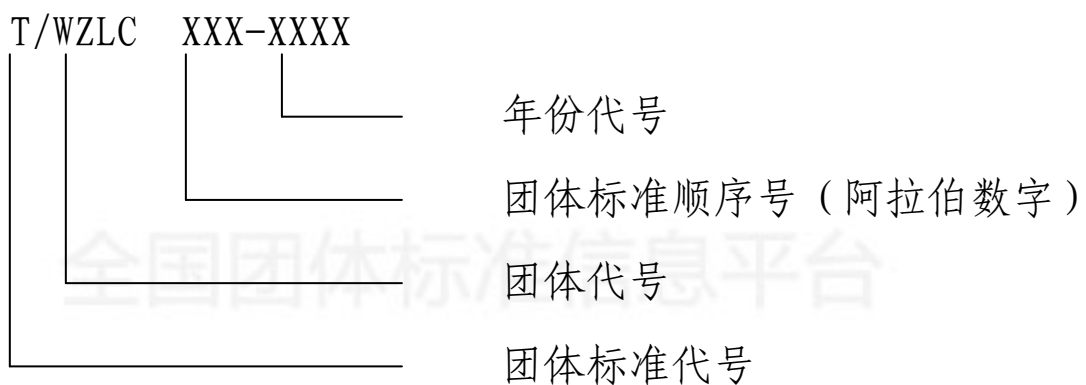 T/WZLC XXX-XXXX
年份代号
团体标准顺序号（阿拉伯数字）
全国团体标准信息平台
团体代号
团体标准代号